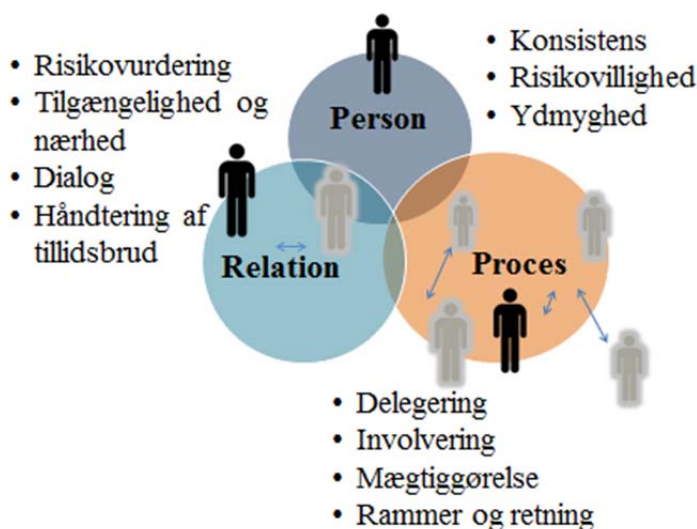 • Risikovurdering
• Tilgængelighed og
nærhed
• Dialog
• Håndtering af
tillidsbrud
Person
• Konsistens
• Risikovillighed
• Ydmyghed
Relation
Proces
• Delegering
• Involvering
• Mægtiggørelse
• Rammer og retning